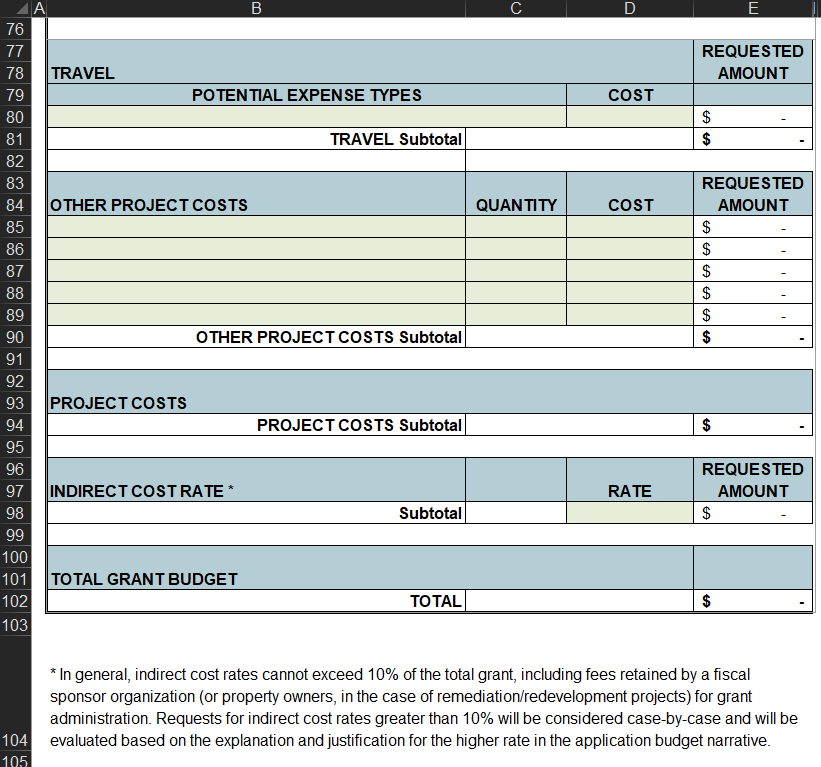 A B C D E
76
77 REQUESTED
78 TRAVEL AMOUNT
79 POTENTIAL EXPENSE TYPES COST
80 $ -
81 TRAVEL Subtotal $ -
82
83 REQUESTED
84 OTHER PROJECT COSTS QUANTITY COST AMOUNT
85 $ -
86 $ -
87 $ -
88 $ -
89 $ -
90 OTHER PROJECT COSTS Subtotal $ -
91
92
93 PROJECT COSTS
94 PROJECT COSTS Subtotal $ -
95
96 REQUESTED
97 INDIRECT COST RATE * RATE AMOUNT
98 Subtotal $ -
99
100
101 TOTAL GRANT BUDGET
102 TOTAL $ -
103
* In general, indirect cost rates cannot exceed 10% of the total grant, including fees retained by a fiscal
sponsor organization (or property owners, in the case of remediation/redevelopment projects) for grant
administration. Requests for indirect cost rates greater than 10% will be considered case-by-case and will be
104 evaluated based on the explanation and justification for the higher rate in the application budget narrative.
105